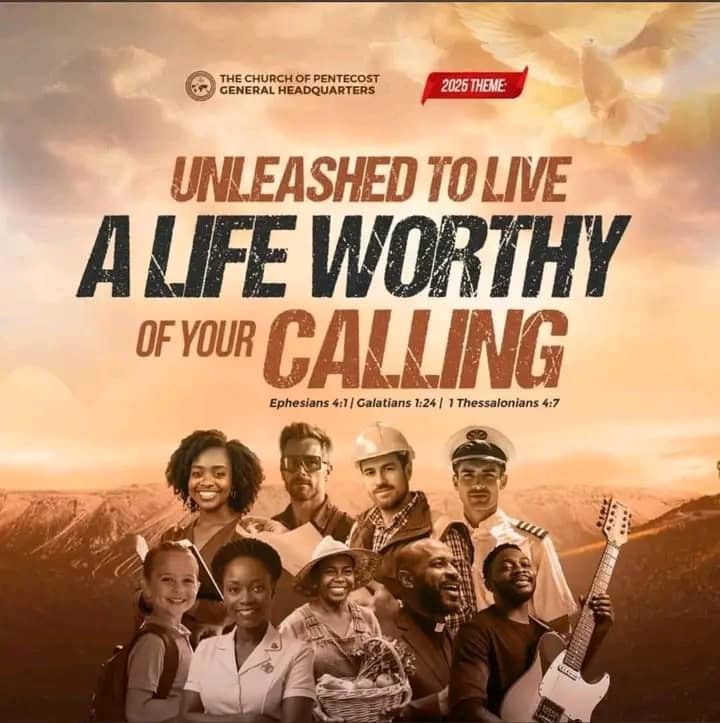 THE CHURCH OF PENTECOST
GENERAL HEADQUARTERS
2025 THEME:
UNLEASHED TO LIVE
A LIFE WORTHY
OF YOUR CALLING
Ephesians 4:1 | Galatians 1:24 | 1 Thessalonians 4:7